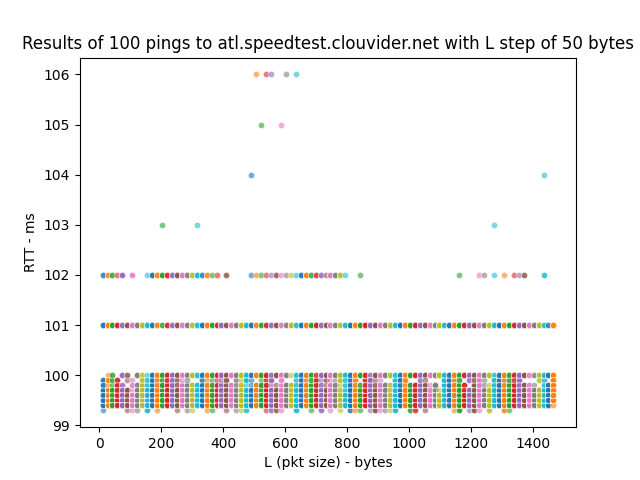 Results of 100 pings to atl.speedtest.clouvider.net with L step of 50 bytes
106
105
104
103
102
101
100
99
RTT - ms
0 200 400 600 800 1000 1200 1400
L (pkt size) - bytes